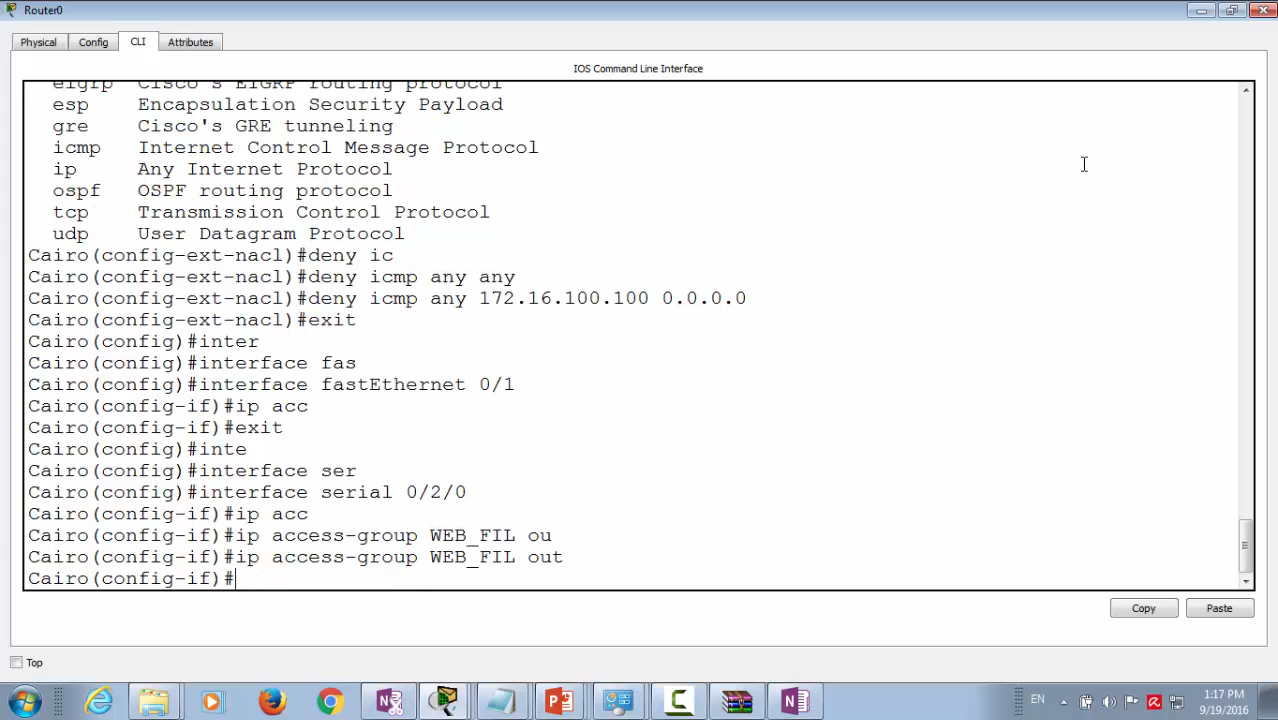 Router0
Physical
Config
CLI
Attributes
IOS Command Line Interface
eigrp Cisco's EIGRP routing protocol
esp Encapsulation Security Payload
gre Cisco's GRE tunneling
icmp Internet Control Message Protocol
ip Any Internet Protocol
ospf OSPF routing protocol
tcp Transmission Control Protocol
udp User Datagram Protocol
Cairo(config-ext-nacl)#deny ic
Cairo(config-ext-nacl)#deny icmp any any
Cairo(config-ext-nacl)#deny icmp any 172.16.100.100 0.0.0.0
Cairo(config-ext-nacl)#exit
Cairo(config)#inter
Cairo(config)#interface fas
Cairo(config)#interface fastEthernet 0/1
Cairo(config-if)#ip acc
Cairo(config-if)#exit
Cairo(config)#inte
Cairo(config)#interface ser
Cairo(config)#interface serial 0/2/0
Cairo(config-if)#ip acc
Cairo(config-if)#ip access-group WEB_FIL ou
Cairo(config-if)#ip access-group WEB_FIL out
Cairo(config-if)#
Copy
Paste
Top
EN
1:17 PM
9/19/2016